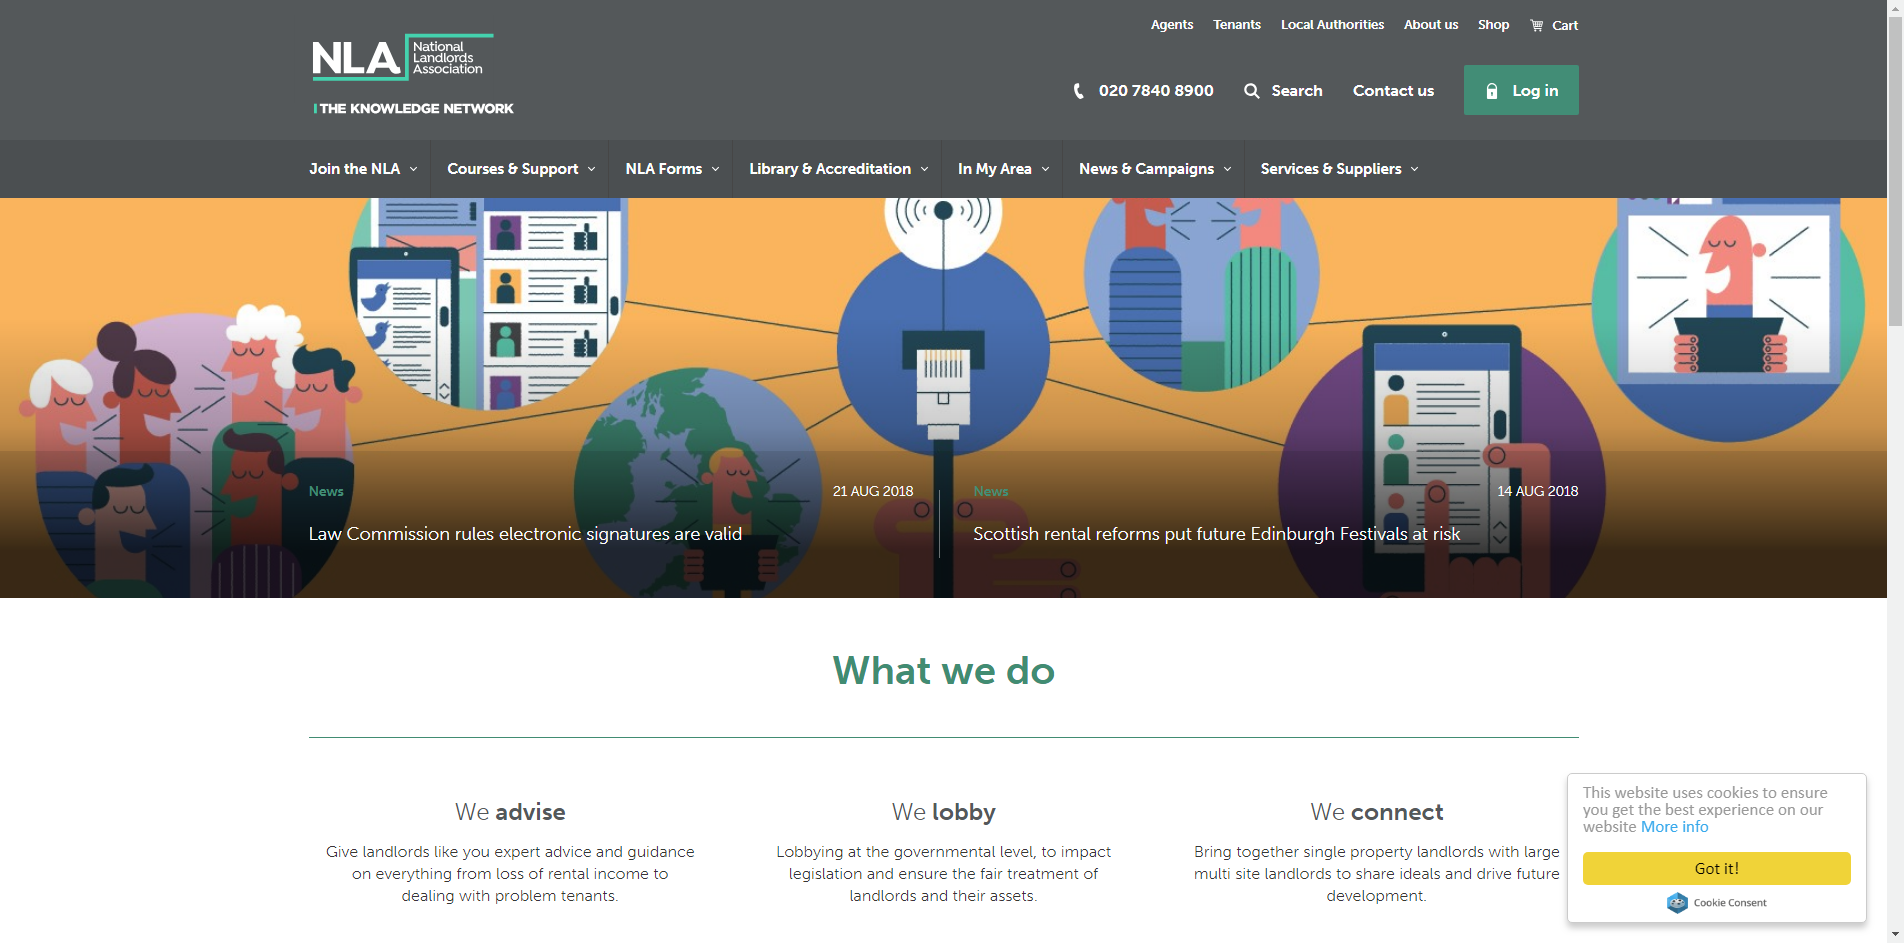 Agents Tenants Local Authorities About us Shop Cart
NLA National
Landlords
Association
THE KNOWLEDGE NETWORK
020 7840 8900 Search Contact us Log in
Join the NLA Courses & Support NLA Forms Library & Accreditation In My Area News & Campaigns Services & Suppliers
News 21 AUG 2018
Law Commission rules electronic signatures are valid
News 14 AUG 2018
Scottish rental reforms put future Edinburgh Festivals at risk
What we do
We advise
Give landlords like you expert advice and guidance
on everything from loss of rental income to
dealing with problem tenants.
We lobby
Lobbying at the governmental level, to impact
legislation and ensure the fair treatment of
landlords and their assets.
We connect
Bring together single property landlords with large
multi site landlords to share ideals and drive future
development.
This website uses cookies to ensure
you get the best experience on our
website More info
Got it!
Cookie Consent